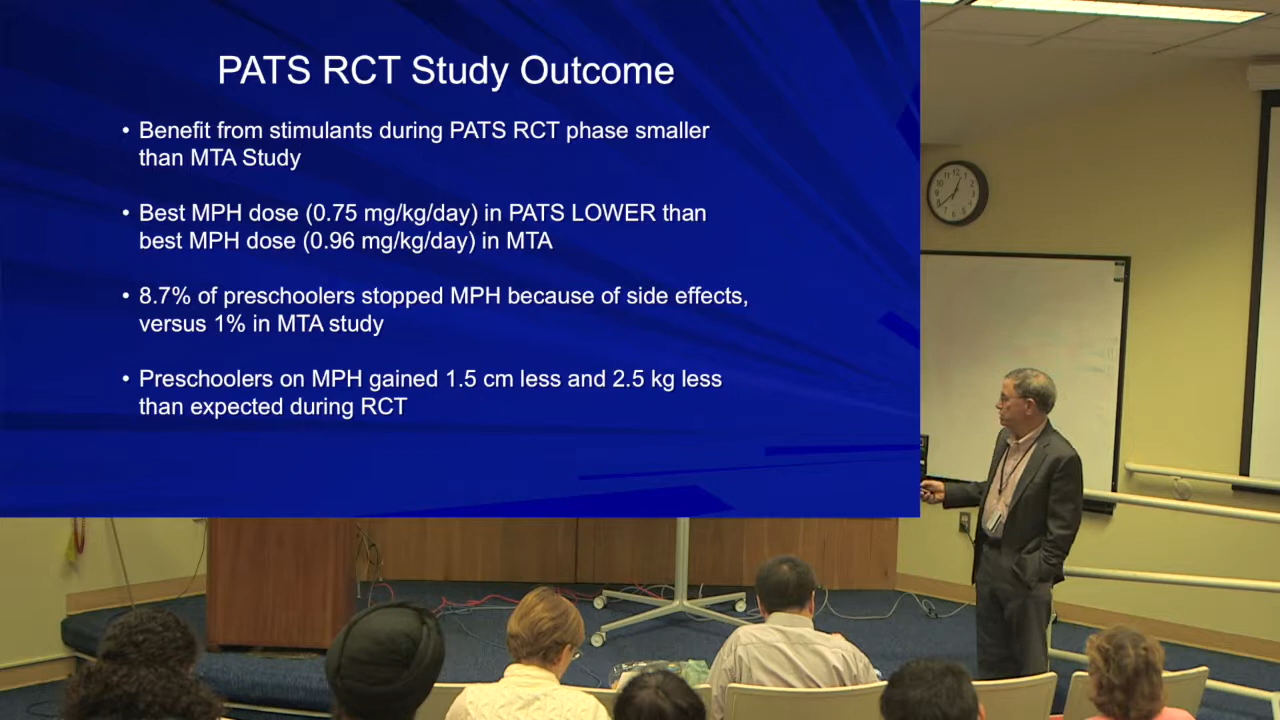 PATS RCT Study Outcome
• Benefit from stimulants during PATS RCT phase smaller
than MTA Study
• Best MPH dose (0.75 mg/kg/day) in PATS LOWER than
best MPH dose (0.96 mg/kg/day) in MTA
• 8.7% of preschoolers stopped MPH because of side effects,
versus 1% in MTA study
• Preschoolers on MPH gained 1.5 cm less and 2.5 kg less
than expected during RCT